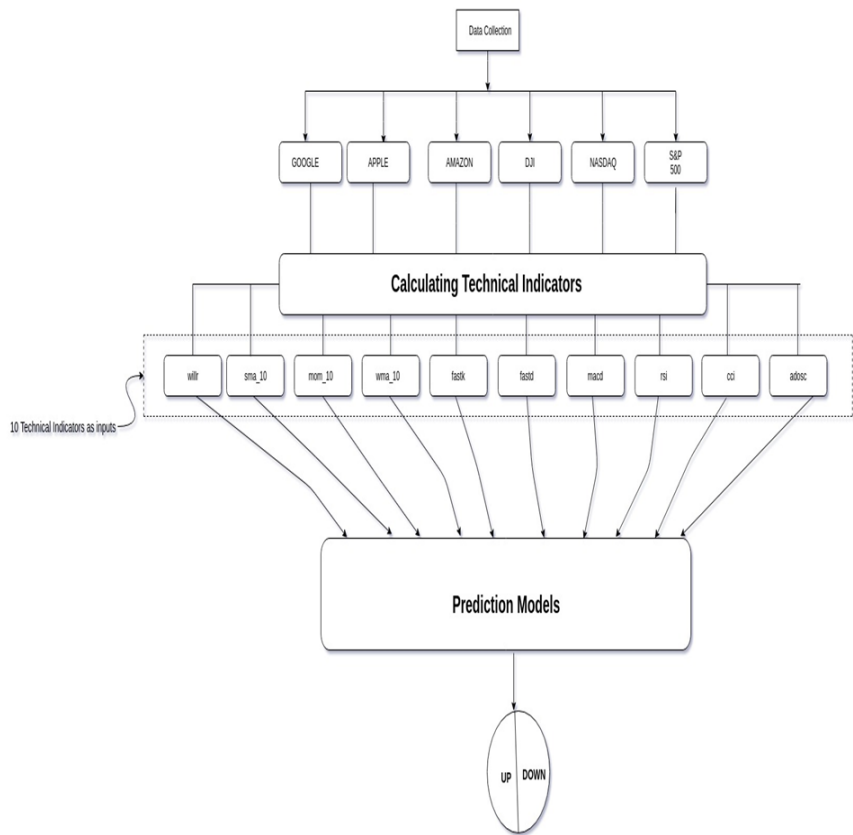 Data Collection
GOOGLE
APPLE
AMAZON
DJI
NASDAQ
S&P
500
Calculating Technical Indicators
willr
sma_10
mom_10
wma_10
fastk
fastd
macd
rsi
cci
adosc
10 Technical Indicators as inputs
Prediction Models
UP
DOWN